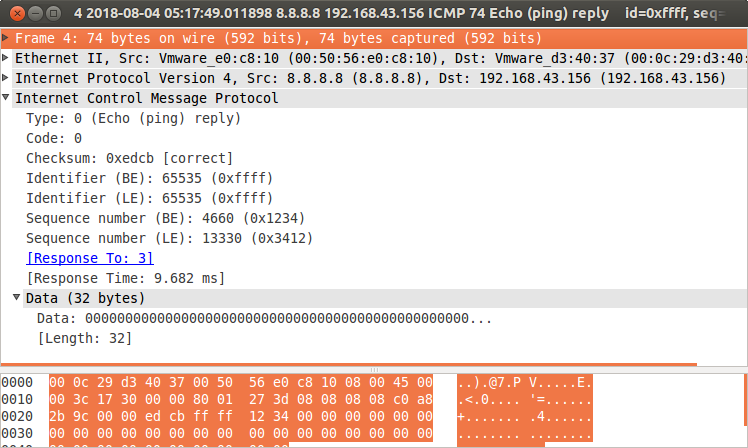 4 2018-08-04 05:17:49.011898 8.8.8.8 192.168.43.156 ICMP 74 Echo (ping) reply id=0xffff, seq=
Frame 4: 74 bytes on wire (592 bits), 74 bytes captured (592 bits)
Ethernet II, Src: Vmware_e0:c8:10 (00:50:56:e0:c8:10), Dst: Vmware_d3:40:37 (00:0c:29:d3:40:
Internet Protocol Version 4, Src: 8.8.8.8 (8.8.8.8), Dst: 192.168.43.156 (192.168.43.156)
Internet Control Message Protocol
Type: 0 (Echo (ping) reply)
Code: 0
Checksum: 0xedcb [correct]
Identifier (BE): 65535 (0xffff)
Identifier (LE): 65535 (0xffff)
Sequence number (BE): 4660 (0x1234)
Sequence number (LE): 13330 (0x3412)
[Response To: 3]
[Response Time: 9.682 ms]
Data (32 bytes)
Data: 000000000000000000000000000000000000000000000000...
[Length: 32]
0000 00 0c 29 d3 40 37 00 50 56 e0 c8 10 08 00 45 00 ..).@7.P V.....E.
0010 00 3c 17 30 00 00 80 01 27 3d 08 08 08 08 c0 a8 .<.0.... '=......
0020 2b 9c 00 00 ed cb ff ff 12 34 00 00 00 00 00 00 +....... .4......
0030 00 00 00 00 00 00 00 00 00 00 00 00 00 00 00 00 ........ ........